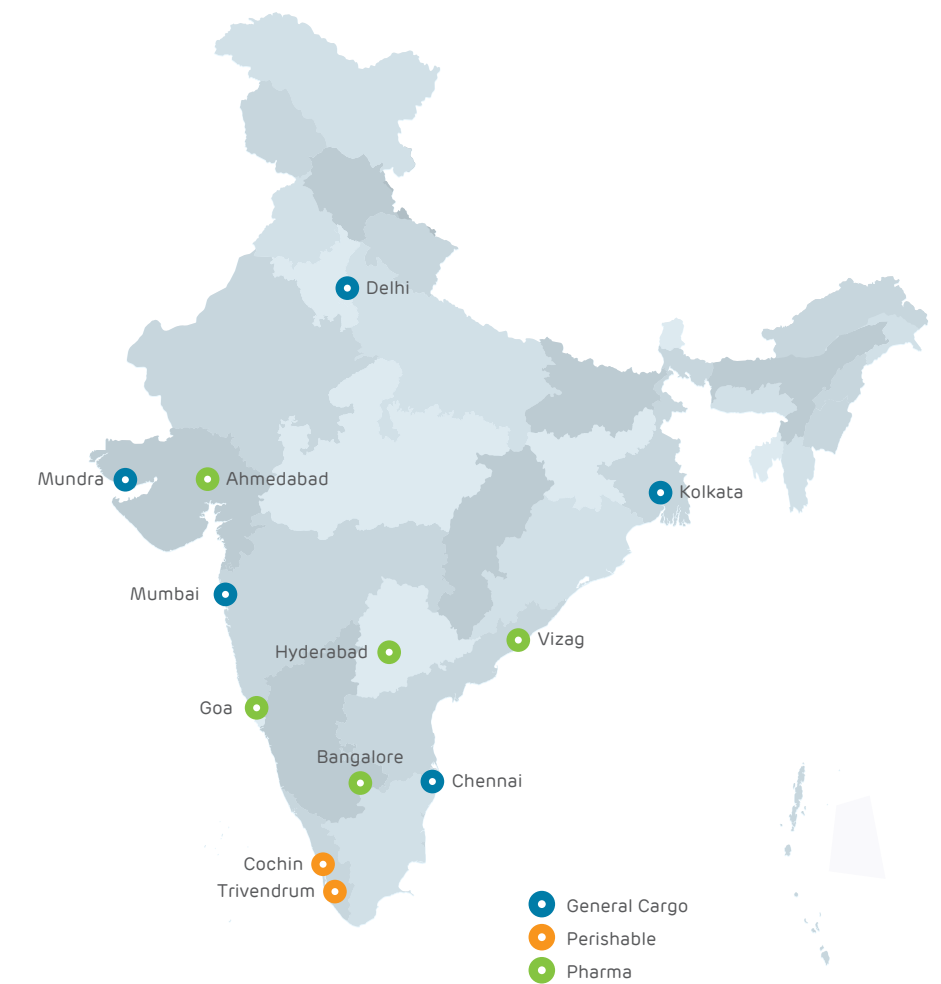 Delhi
Mundra
Ahmedabad
Kolkata
Mumbai
Vizag
Hyderabad
Goa
Bangalore
Chennai
Cochin
Trivendrum
General Cargo
Perishable
Pharma